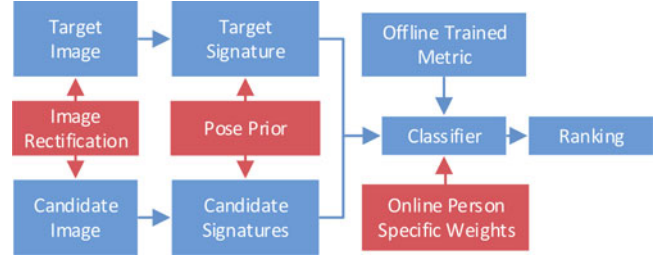 Target
Image
Target
Signature
Offline Trained
Metric
Image
Rectification
Pose Prior
Classifier
Ranking
Candidate
Image
Candidate
Signatures
Online Person
Specific Weights